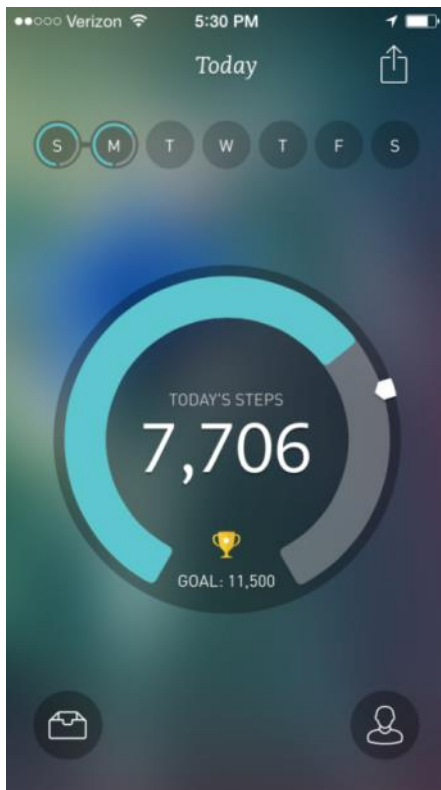 Verizon 5:30 PM
Today
S M T W T F S
TODAY'S STEPS
7,706
GOAL: 11,500